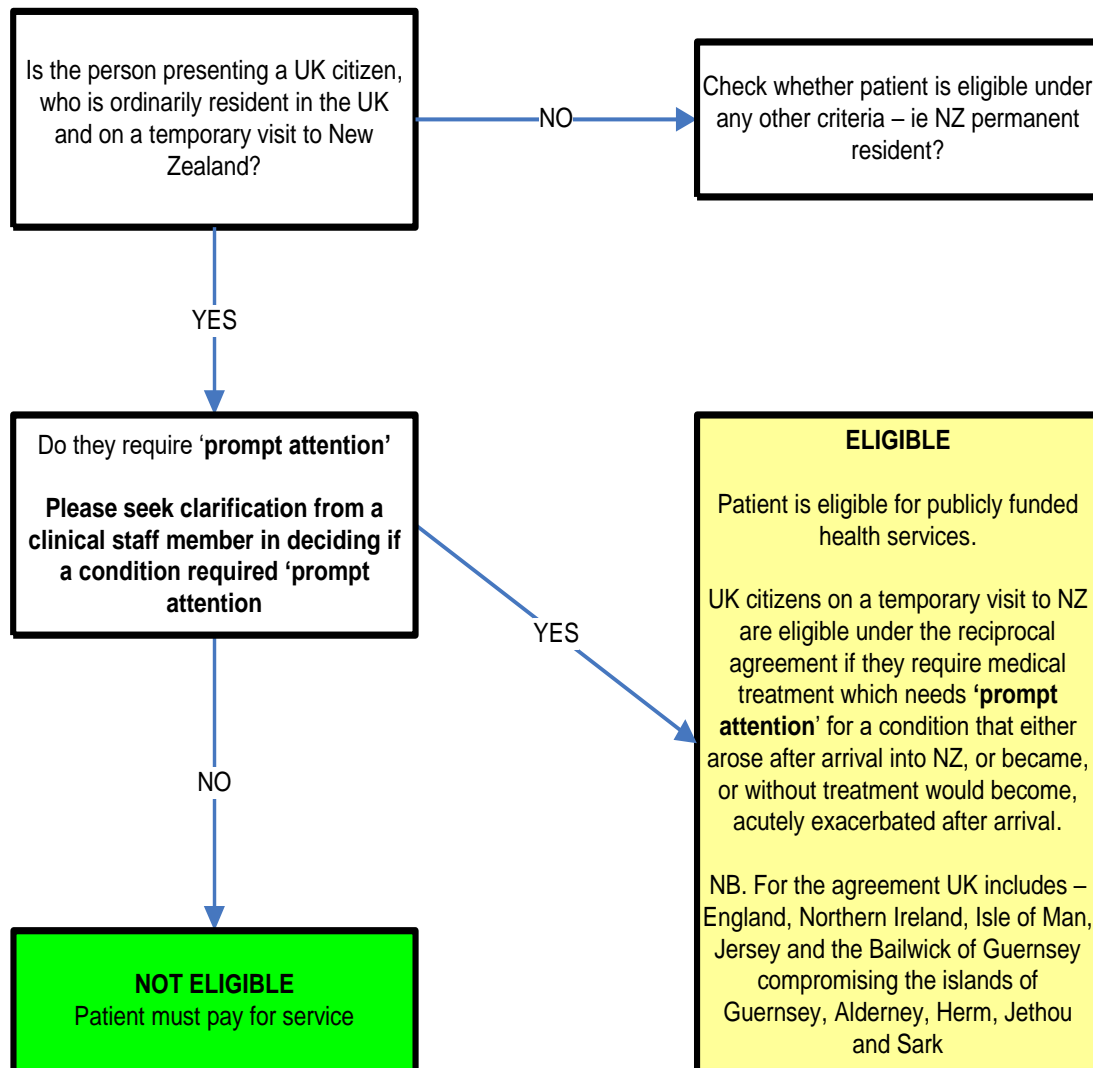 Is the person presenting a UK citizen,
who is ordinarily resident in the UK
and on a temporary visit to New
Zealand?
NO
Check whether patient is eligible under
any other criteria – ie NZ permanent
resident?
YES
Do they require ‘prompt attention’
Please seek clarification from a
clinical staff member in deciding if
a condition required ‘prompt
attention
YES
NO
ELIGIBLE
Patient is eligible for publicly funded
health services.
UK citizens on a temporary visit to NZ
are eligible under the reciprocal
agreement if they require medical
treatment which needs ‘prompt
attention’ for a condition that either
arose after arrival into NZ, or became,
or without treatment would become,
acutely exacerbated after arrival.
NB. For the agreement UK includes –
England, Northern Ireland, Isle of Man,
Jersey and the Bailwick of Guernsey
compromising the islands of
Guernsey, Alderney, Herm, Jethou
and Sark
NOT ELIGIBLE
Patient must pay for service